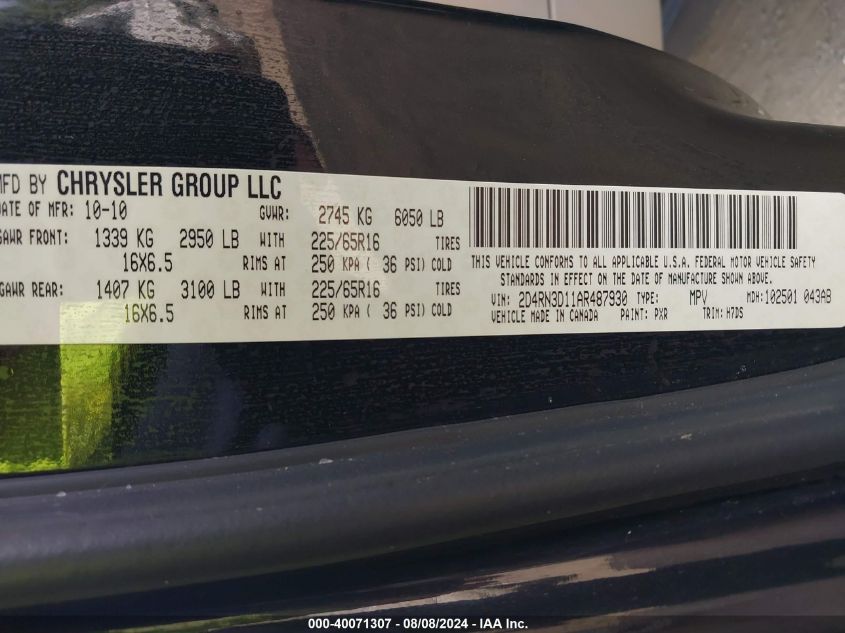 MFD BY CHRYSLER GROUP LLC
DATE OF MFR: 10-10 GVWR: 2745 KG 6050 LB
GAWR FRONT: 1339 KG 2950 LB WITH 225/65R16 TIRES
16X6.5 RIMS AT 250 KPA ( 36 PSI) COLD
GAWR REAR: 1407 KG 3100 LB WITH 225/65R16 TIRES
16X6.5 RIMS AT 250 KPA ( 36 PSI) COLD
THIS VEHICLE CONFORMS TO ALL APPLICABLE U.S.A. FEDERAL MOTOR VEHICLE SAFETY
STANDARDS IN EFFECT ON THE DATE OF MANUFACTURE SHOWN ABOVE.
VIN: 2D4RN3D11AR487930 TYPE: MPV MDH: 102501 043AB
VEHICLE MADE IN CANADA PAINT: PXR TRIM: H7DS
000-40071307 - 08/08/2024 - IAA Inc.